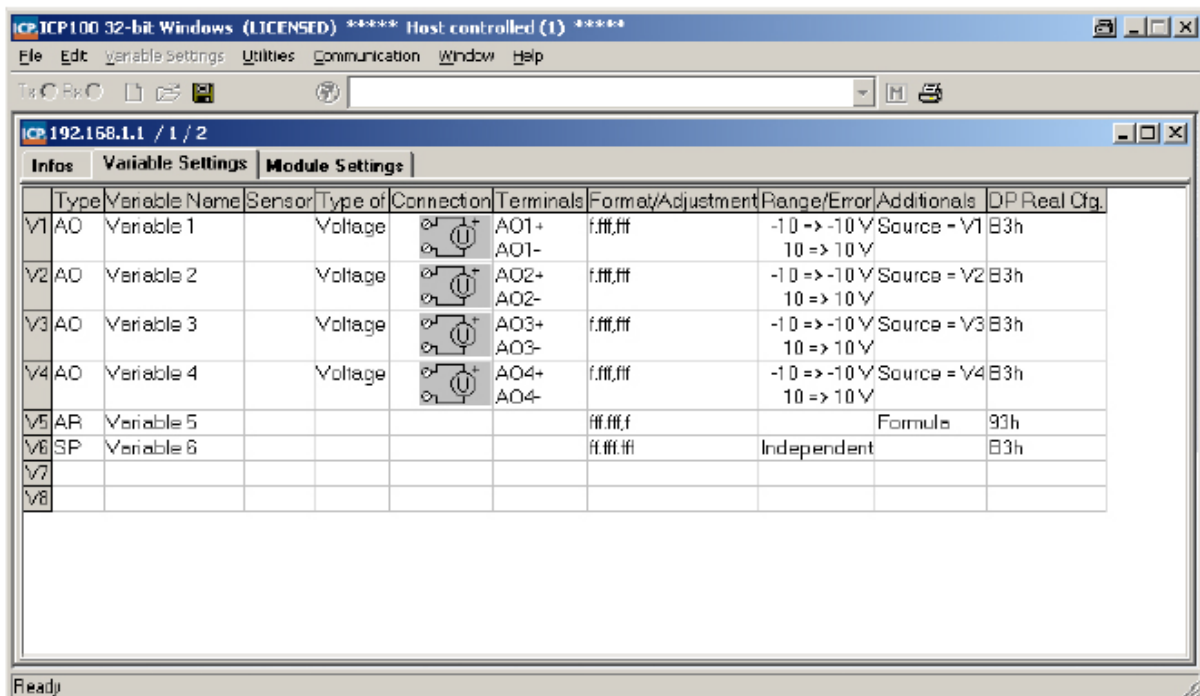 ICP. ICP100 32-bit Windows (LICENSED) ***** Host controlled (1) *****
File Edit Variable Settings Utilities Communication Window Help
Tx Rx M
ICP. 192.168.1.1 / 1 / 2
Infos Variable Settings Module Settings
Type Variable Name Sensor Type of Connection Terminals Format/Adjustment Range/Error Additionals DP Real Cfg.
V1 AO Variable 1 Voltage U + AO1+ f.fff,fff -10 => -10 V Source = V1 B3h
AO1- 10 => 10 V
V2 AO Variable 2 Voltage U + AO2+ f.fff,fff -10 => -10 V Source = V2 B3h
AO2- 10 => 10 V
V3 AO Variable 3 Voltage U + AO3+ f.fff,fff -10 => -10 V Source = V3 B3h
AO3- 10 => 10 V
V4 AO Variable 4 Voltage U + AO4+ f.fff,fff -10 => -10 V Source = V4 B3h
AO4- 10 => 10 V
V5 AR Variable 5 fff.fff,f Formula 93h
V6 SP Variable 6 ff.fff.fff Independent B3h
V7
V8
Ready